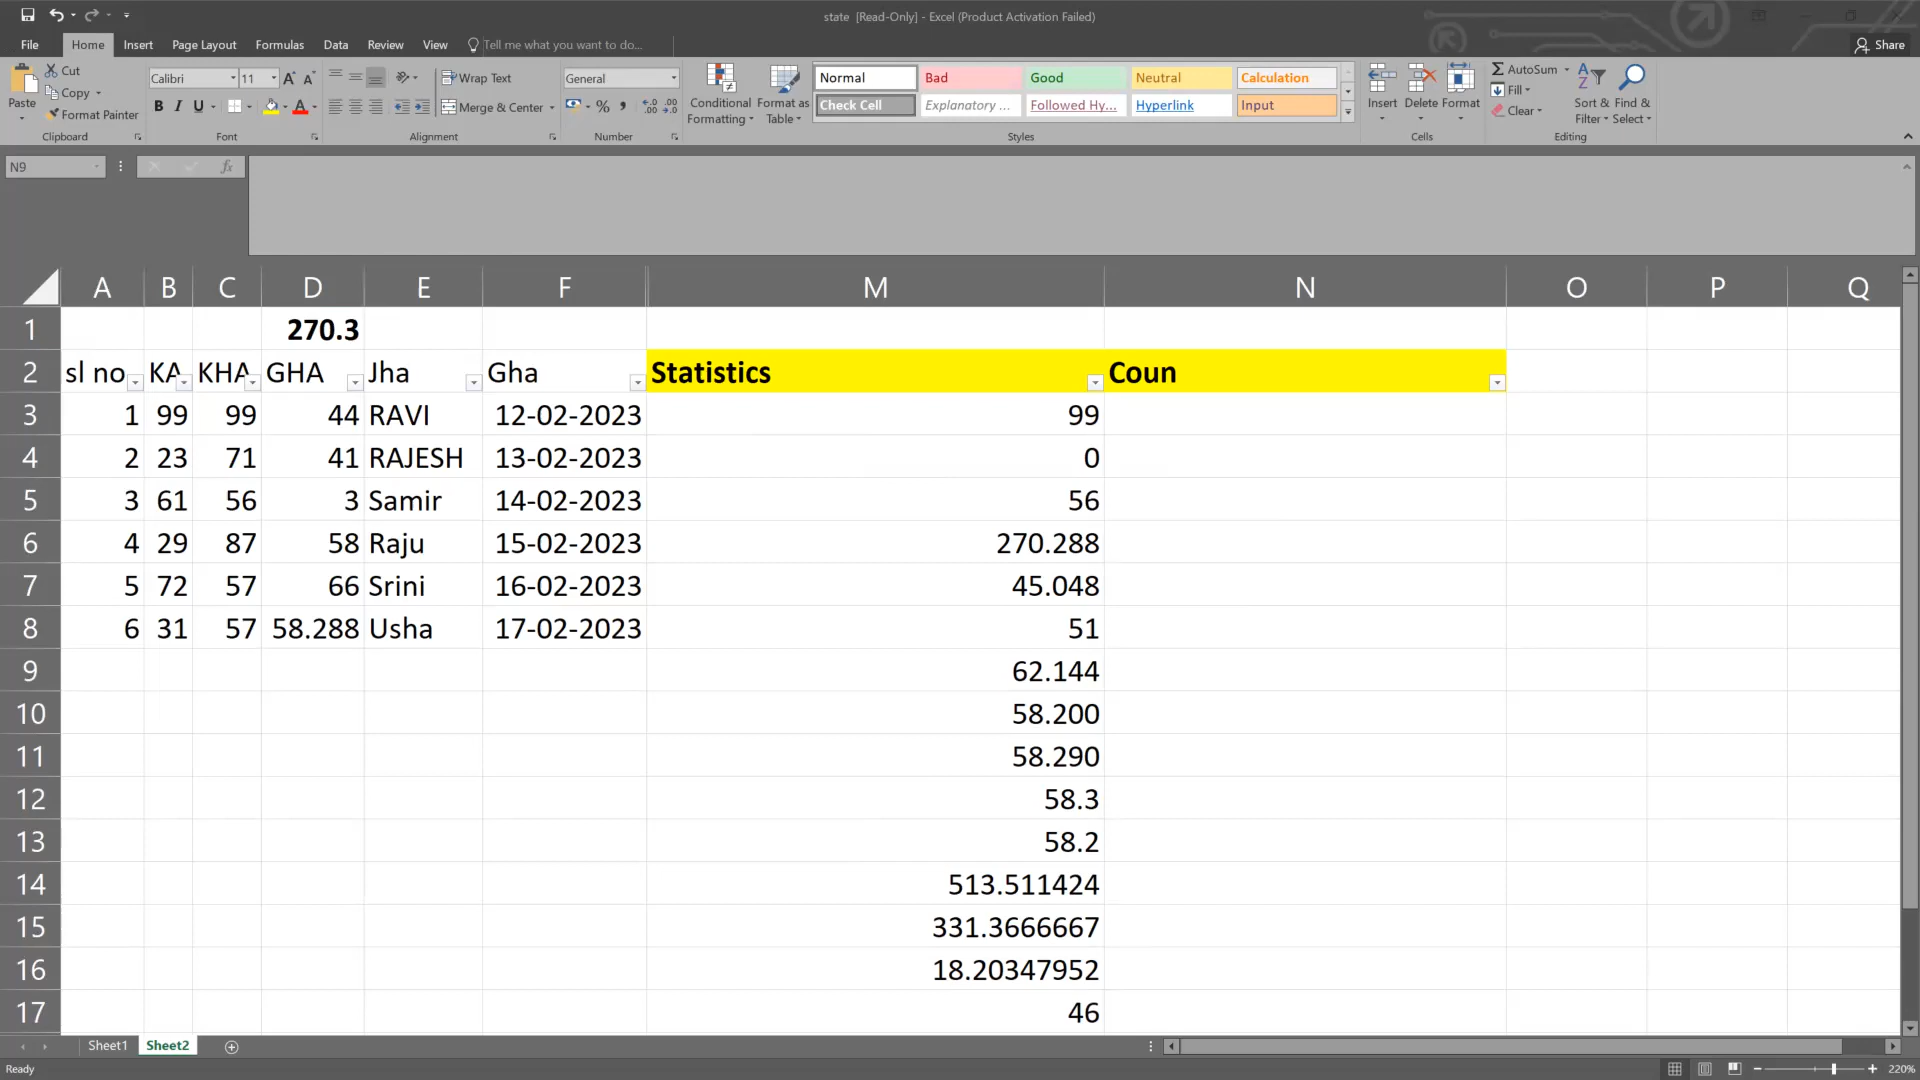 state [Read-Only] - Excel (Product Activation Failed)
File Home Insert Page Layout Formulas Data Review View Tell me what you want to do... Share
Paste
Cut
Copy
Format Painter
Clipboard
Calibri 11
B I U
Font
Wrap Text
Merge & Center
Alignment
General
Number
Conditional Formatting
Format as Table
Normal Bad Good Neutral Calculation
Check Cell Explanatory ... Followed Hy... Hyperlink Input
Styles
Insert Delete Format
Cells
AutoSum
Fill
Clear
Sort & Filter
Find & Select
Editing
N9 fx
A B C D E F M N O P Q
1 270.3
2 sl no KA KHA GHA Jha Gha Statistics Coun
3 1 99 99 44 RAVI 12-02-2023 99
4 2 23 71 41 RAJESH 13-02-2023 0
5 3 61 56 3 Samir 14-02-2023 56
6 4 29 87 58 Raju 15-02-2023 270.288
7 5 72 57 66 Srini 16-02-2023 45.048
8 6 31 57 58.288 Usha 17-02-2023 51
9 62.144
10 58.200
11 58.290
12 58.3
13 58.2
14 513.511424
15 331.3666667
16 18.20347952
17 46
Sheet1 Sheet2
Ready 220%